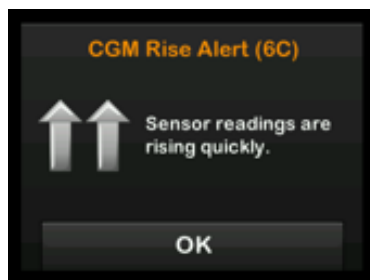 CGM Rise Alert (6C)
Sensor readings are
rising quickly.
OK